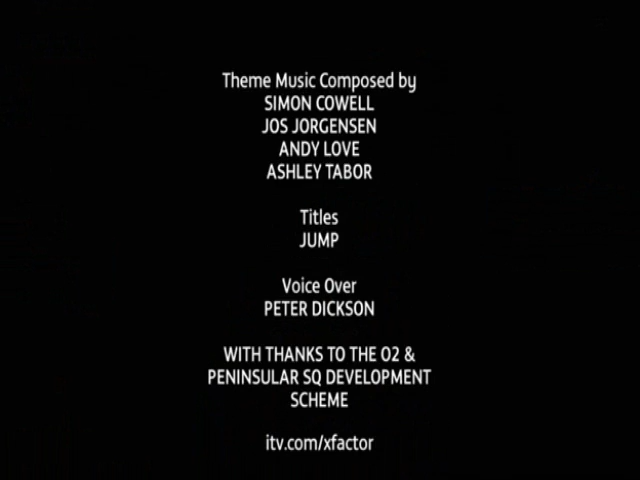 Theme Music Composed by
SIMON COWELL
JOS JORGENSEN
ANDY LOVE
ASHLEY TABOR
Titles
JUMP
Voice Over
PETER DICKSON
WITH THANKS TO THE O2 &
PENINSULAR SQ DEVELOPMENT
SCHEME
itv.com/xfactor